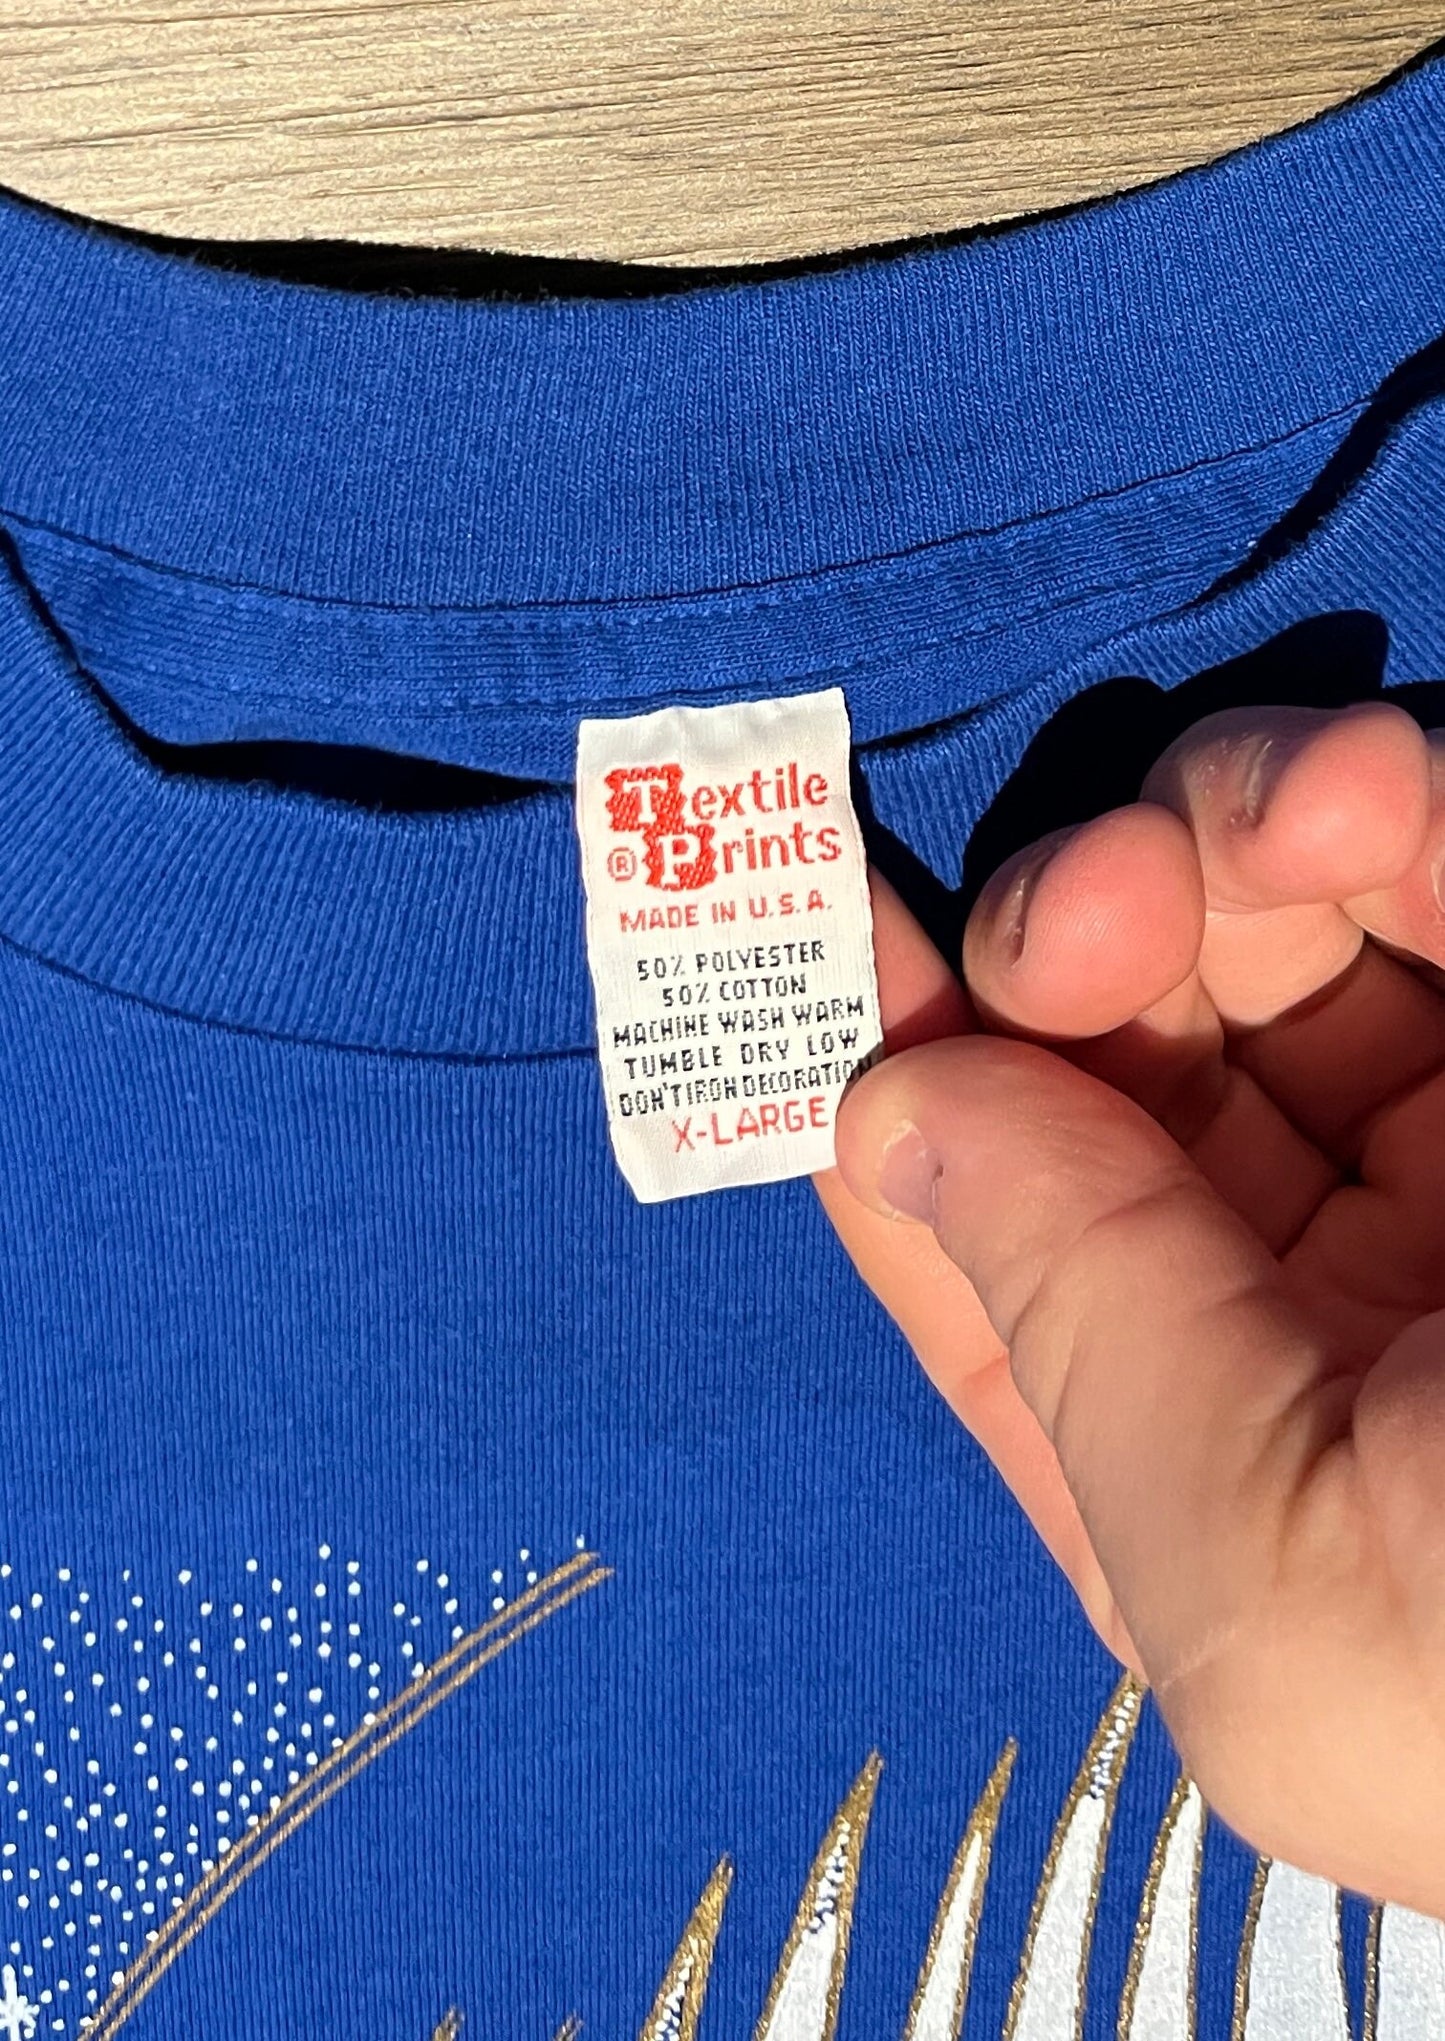 Textile
® Prints
MADE IN U.S.A.
50% POLYESTER
50% COTTON
MACHINE WASH WARM
TUMBLE DRY LOW
DON'T IRON DECORATION
X-LARGE